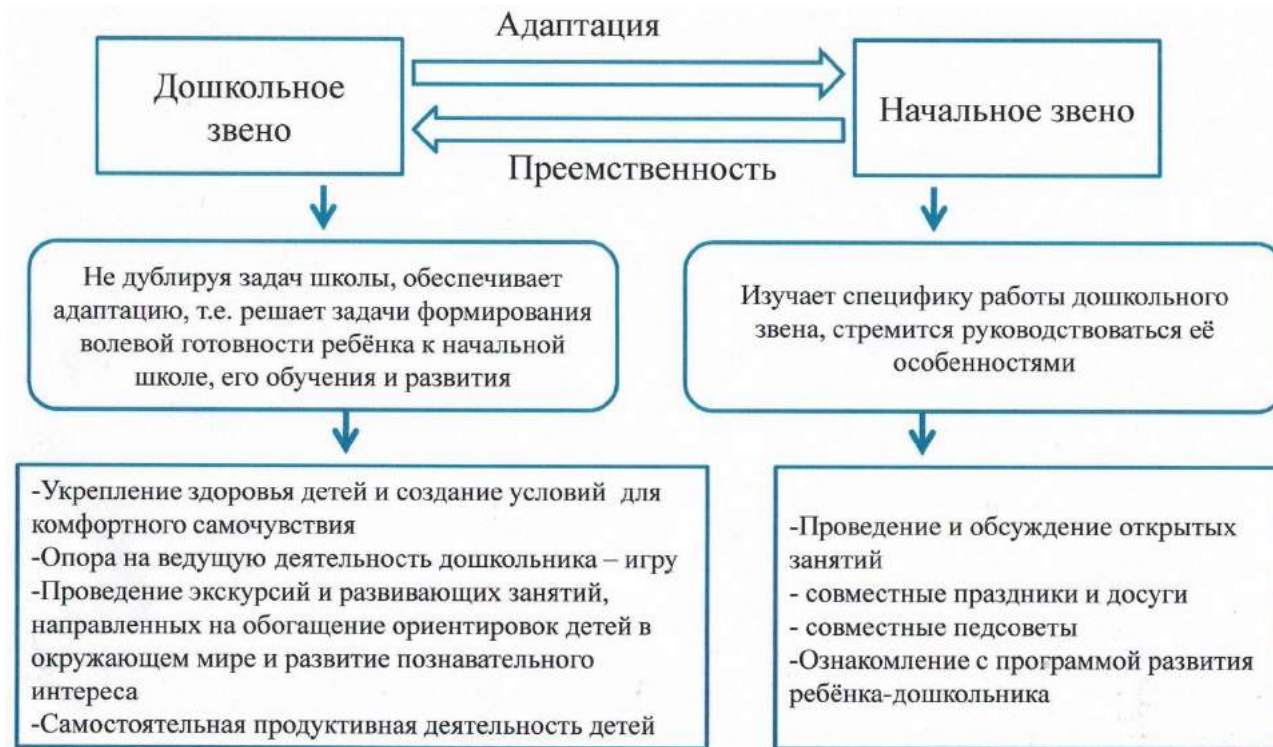 Адаптация
Дошкольное
звено
Начальное звено
Преемственность
Не дублируя задач школы, обеспечивает
адаптацию, т.е. решает задачи формирования
волевой готовности ребёнка к начальной
школе, его обучения и развития
Изучает специфику работы дошкольного
звена, стремится руководствоваться её
особенностями
-Укрепление здоровья детей и создание условий для
комфортного самочувствия
-Опора на ведущую деятельность дошкольника – игру
-Проведение экскурсий и развивающих занятий,
направленных на обогащение ориентировок детей в
окружающем мире и развитие познавательного
интереса
-Самостоятельная продуктивная деятельность детей
-Проведение и обсуждение открытых
занятий
- совместные праздники и досуги
- совместные педсоветы
-Ознакомление с программой развития
ребёнка-дошкольника